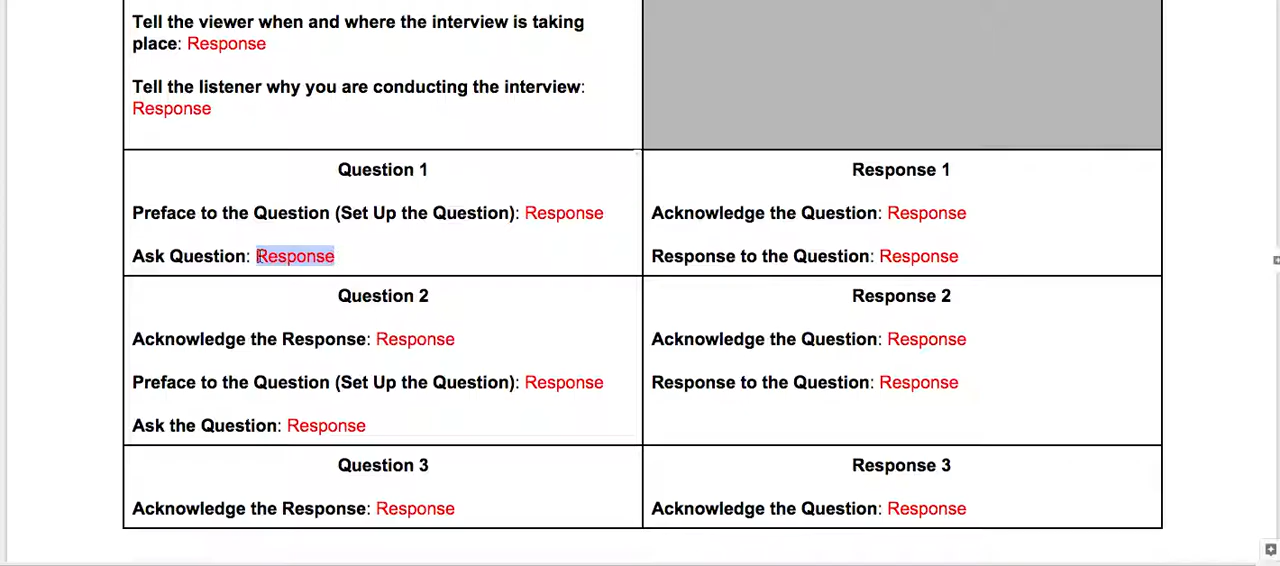 Tell the viewer when and where the interview is taking
place: Response
Tell the listener why you are conducting the interview:
Response
Question 1
Preface to the Question (Set Up the Question): Response
Ask Question: Response
Response 1
Acknowledge the Question: Response
Response to the Question: Response
Question 2
Acknowledge the Response: Response
Preface to the Question (Set Up the Question): Response
Ask the Question: Response
Response 2
Acknowledge the Question: Response
Response to the Question: Response
Question 3
Acknowledge the Response: Response
Response 3
Acknowledge the Question: Response